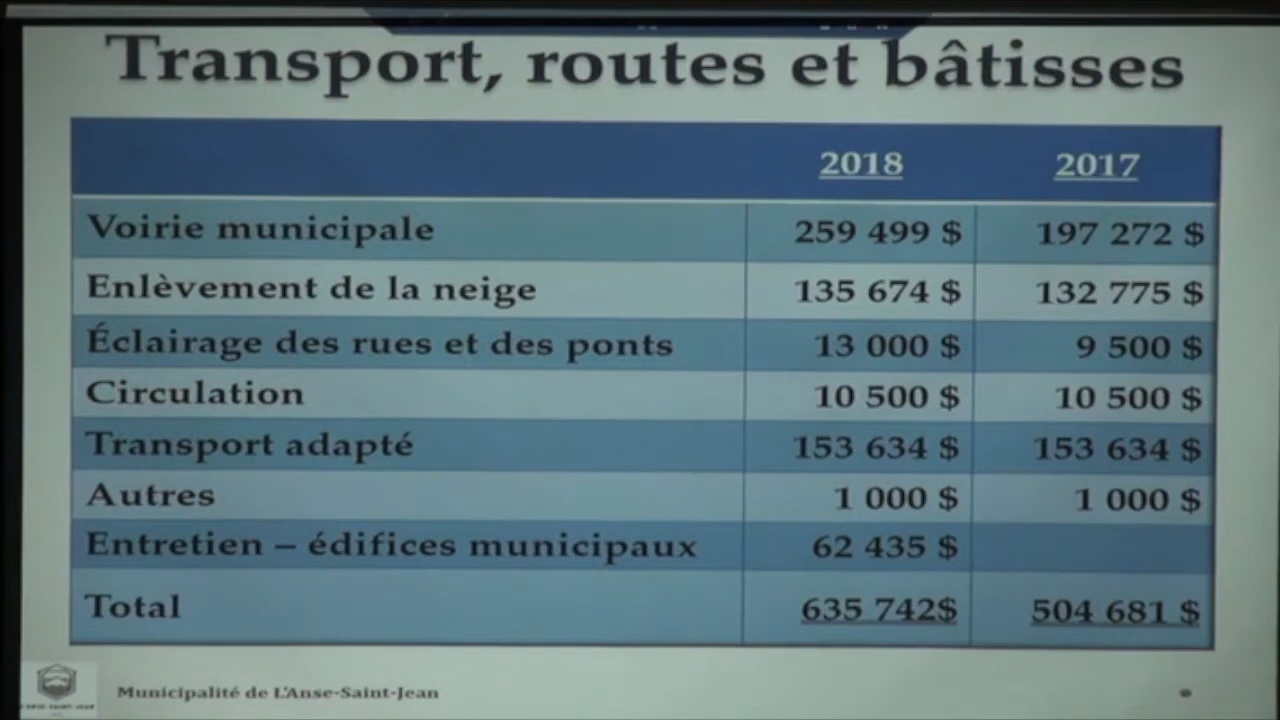 Transport, routes et bâtisses
2018 2017
Voirie municipale 259 499 $ 197 272 $
Enlèvement de la neige 135 674 $ 132 775 $
Éclairage des rues et des ponts 13 000 $ 9 500 $
Circulation 10 500 $ 10 500 $
Transport adapté 153 634 $ 153 634 $
Autres 1 000 $ 1 000 $
Entretien – édifices municipaux 62 435 $
Total 635 742$ 504 681 $
L'ANSE-SAINT-JEAN
Municipalité de L'Anse-Saint-Jean